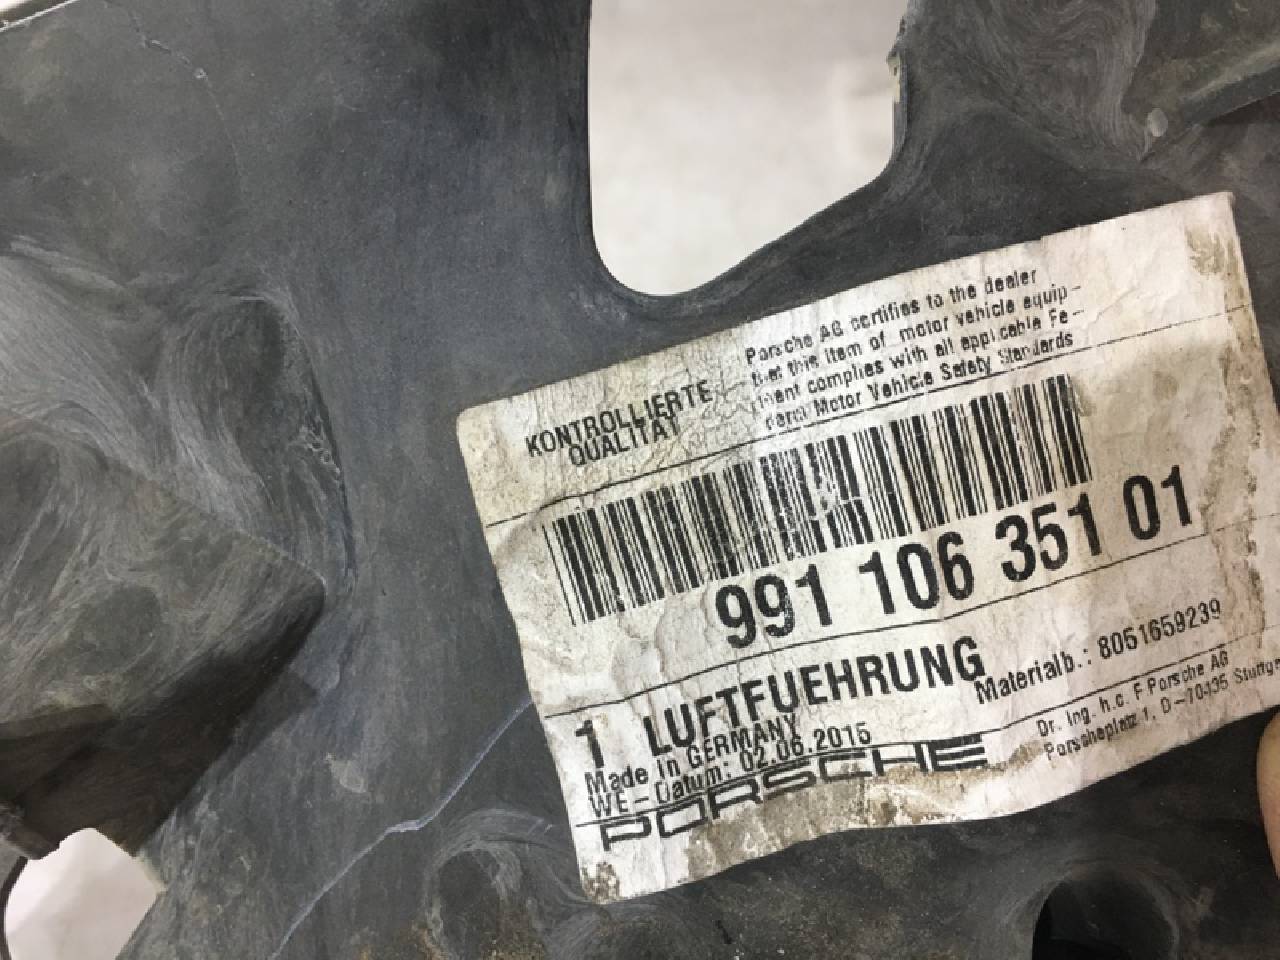 KONTROLLIERTE
QUALITÄT
Porsche AG certifies to the dealer
that this item of motor vehicle equip-
ment complies with all applicable Fe-
deral Motor Vehicle Safety Standards
991 106 351 01
1 LUFTFUEHRUNG
Materialb.: 8051659239
Made in GERMANY
WE-Datum: 02.06.2015
PORSCHE
Dr. Ing. h.c. F Porsche AG
Porscheplatz 1, D-70435 Stuttg